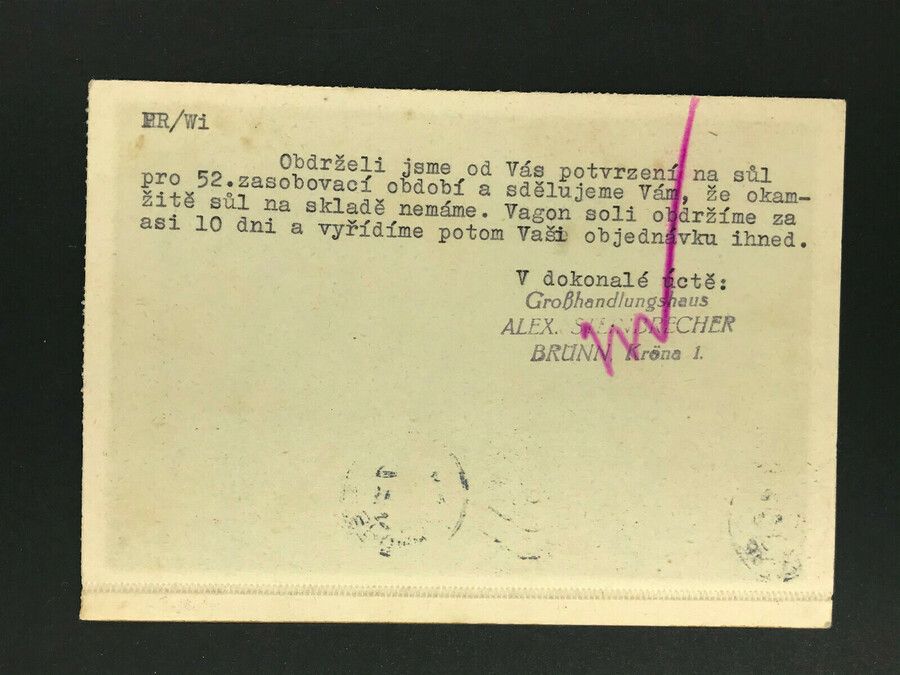 HR/Wi
Obdrželi jsme od Vás potvrzení na sůl
pro 52.zasobovací období a sdělujeme Vám, že okam-
žitě sůl na skladě nemáme. Vagon soli obdržíme za
asi 10 dni a vyřídíme potom Vaši objednávku ihned.
V dokonalé úctě:
Großhandlungshaus
ALEX.
BRÜNN, Kröna 1.